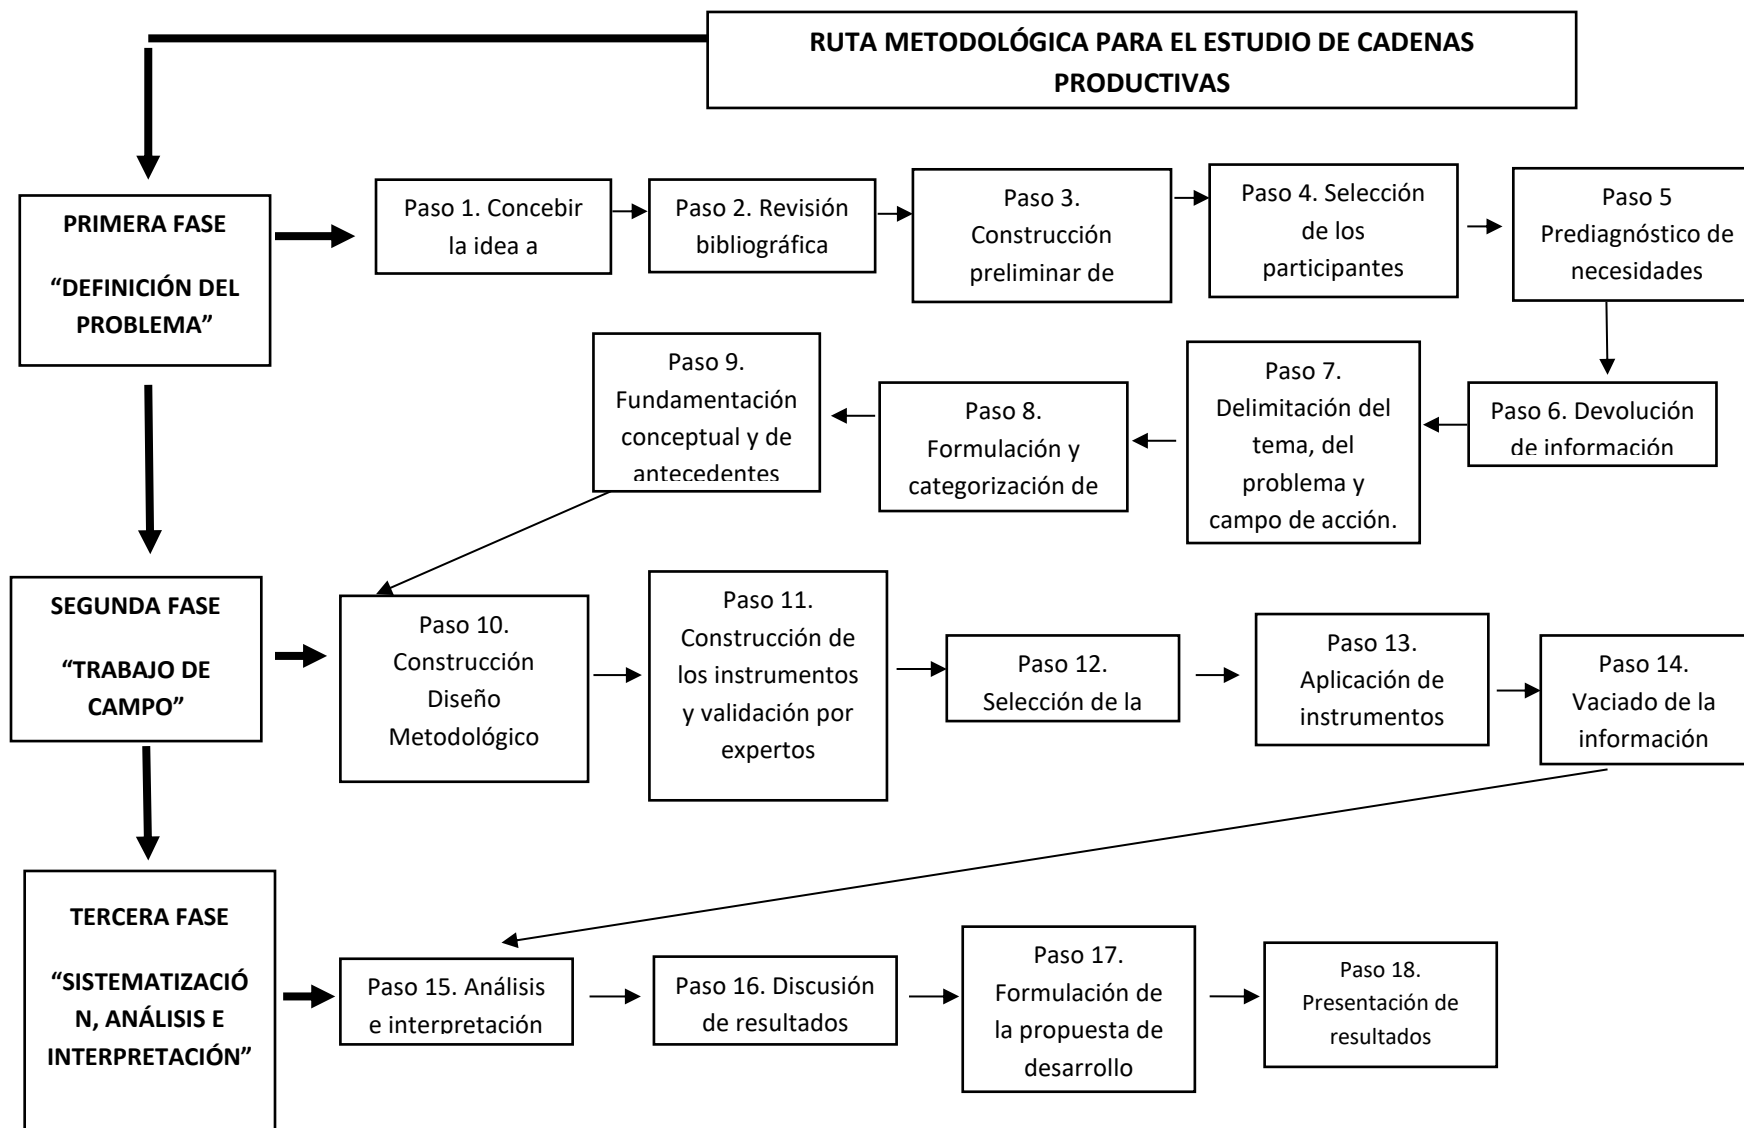 RUTA METODOLÓGICA PARA EL ESTUDIO DE CADENAS
PRODUCTIVAS
PRIMERA FASE
“DEFINICIÓN DEL
PROBLEMA”
Paso 1. Concebir
la idea a
Paso 2. Revisión
bibliográfica
Paso 3.
Construcción
preliminar de
Paso 4. Selección
de los
participantes
Paso 5
Prediagnóstico de
necesidades
Paso 6. Devolución
de información
Paso 7.
Delimitación del
tema, del
problema y
campo de acción.
Paso 8.
Formulación y
categorización de
Paso 9.
Fundamentación
conceptual y de
antecedentes
SEGUNDA FASE
“TRABAJO DE
CAMPO”
Paso 10.
Construcción
Diseño
Metodológico
Paso 11.
Construcción de
los instrumentos
y validación por
expertos
Paso 12.
Selección de la
Paso 13.
Aplicación de
instrumentos
Paso 14.
Vaciado de la
información
TERCERA FASE
“SISTEMATIZACIÓ
N, ANÁLISIS E
INTERPRETACIÓN”
Paso 15. Análisis
e interpretación
Paso 16. Discusión
de resultados
Paso 17.
Formulación de
la propuesta de
desarrollo
Paso 18.
Presentación de
resultados